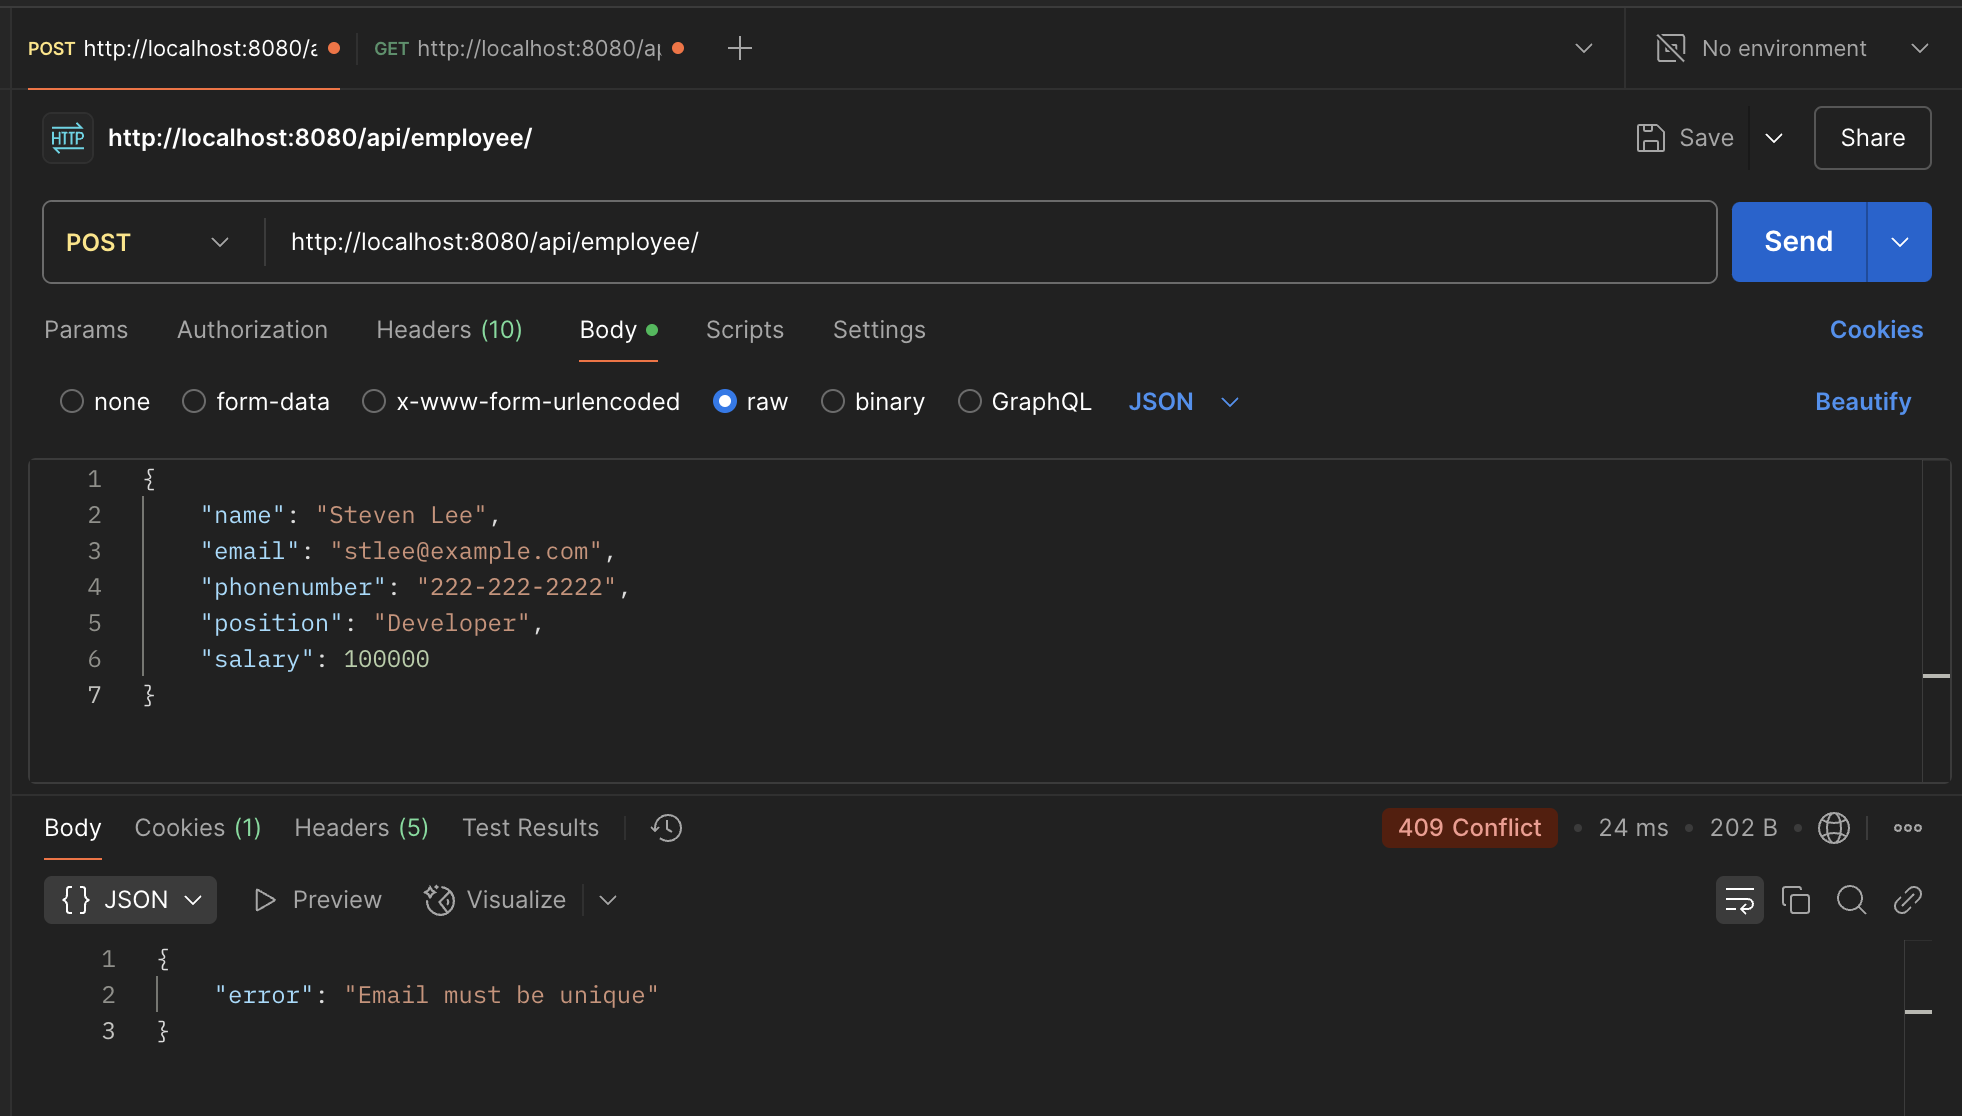 POST http://localhost:8080/a GET http://localhost:8080/ap No environment
HTTP http://localhost:8080/api/employee/ Save Share
POST http://localhost:8080/api/employee/ Send
Params Authorization Headers (10) Body Scripts Settings Cookies
none form-data x-www-form-urlencoded raw binary GraphQL JSON Beautify
1 {
2 "name": "Steven Lee",
3 "email": "stlee@example.com",
4 "phonenumber": "222-222-2222",
5 "position": "Developer",
6 "salary": 100000
7 }
Body Cookies (1) Headers (5) Test Results 409 Conflict • 24 ms • 202 B •
{} JSON Preview Visualize
1 {
2 "error": "Email must be unique"
3 }